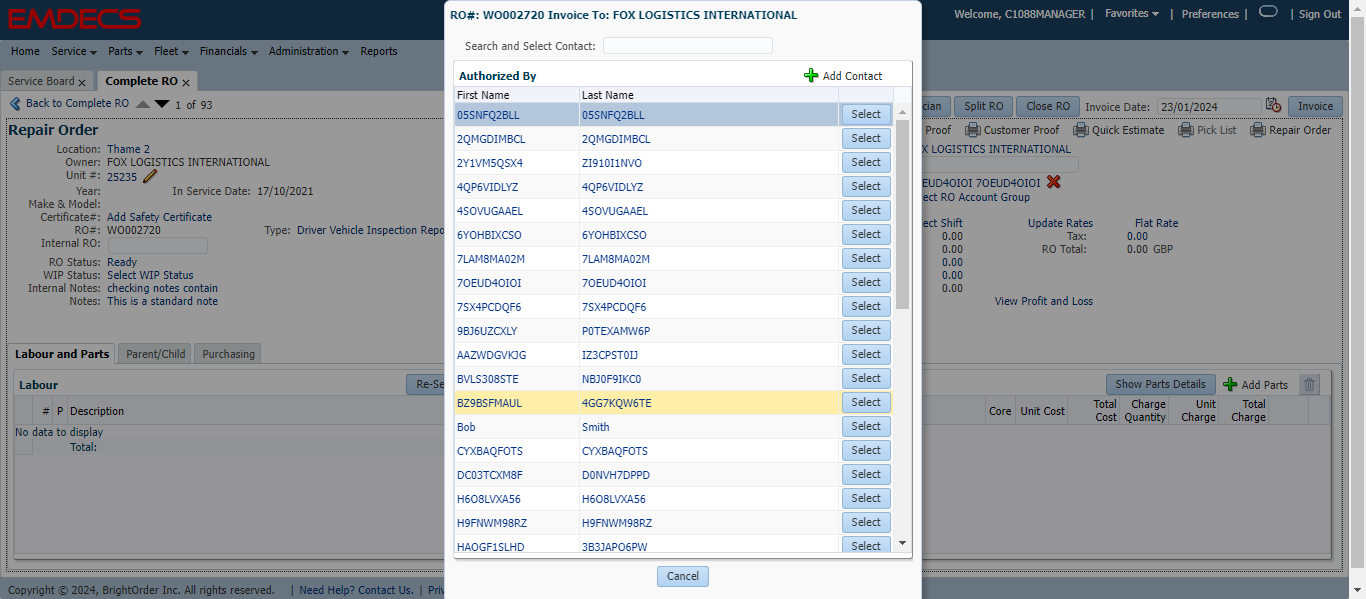 EMDECS
Welcome, C1088MANAGER | Favorites | Preferences | | Sign Out
Home Service Parts Fleet Financials Administration Reports
Service Board x Complete RO x
Back to Complete RO 1 of 93
Repair Order
Location: Thame 2
Owner: FOX LOGISTICS INTERNATIONAL
Unit #: 25235
Year: In Service Date: 17/10/2021
Make & Model:
Certificate#: Add Safety Certificate
RO#: WO002720 Type: Driver Vehicle Inspection Repo
Internal RO:
RO Status: Ready
WIP Status: Select WIP Status
Internal Notes: checking notes contain
Notes: This is a standard note
Labour and Parts Parent/Child Purchasing
Labour Re-Se
# P Description
No data to display
Total:
RO#: WO002720 Invoice To: FOX LOGISTICS INTERNATIONAL
Search and Select Contact:
Authorized By Add Contact
First Name Last Name
05SNFQ2BLL 05SNFQ2BLL Select
2QMGDIMBCL 2QMGDIMBCL Select
2Y1VM5QSX4 ZI910I1NVO Select
4QP6VIDLYZ 4QP6VIDLYZ Select
4SOVUGAAEL 4SOVUGAAEL Select
6YOHBIXCSO 6YOHBIXCSO Select
7LAM8MA02M 7LAM8MA02M Select
7OEUD4OIOI 7OEUD4OIOI Select
7SX4PCDQF6 7SX4PCDQF6 Select
9BJ6UZCXLY P0TEXAMW6P Select
AAZWDGVKJG IZ3CPST0IJ Select
BVLS308STE NBJ0F9IKC0 Select
BZ9BSFMAUL 4GG7KQW6TE Select
Bob Smith Select
CYXBAQFOTS CYXBAQFOTS Select
DC03TCXM8F D0NVH7DPPD Select
H6O8LVXA56 H6O8LVXA56 Select
H9FNWM98RZ H9FNWM98RZ Select
HAOGF1SLHD 3B3JAPO6PW Select
Cancel
cian Split RO Close RO Invoice Date: 23/01/2024 Invoice
Proof Customer Proof Quick Estimate Pick List Repair Order
X LOGISTICS INTERNATIONAL
OEUD4OIOI 7OEUD4OIOI
ect RO Account Group
ect Shift Update Rates Flat Rate
0.00 Tax: 0.00
0.00 RO Total: 0.00 GBP
0.00
0.00
0.00
View Profit and Loss
Show Parts Details Add Parts
Core Unit Cost Total Cost Charge Quantity Unit Charge Total Charge
Copyright © 2024, BrightOrder Inc. All rights reserved. | Need Help? Contact Us. | Priv